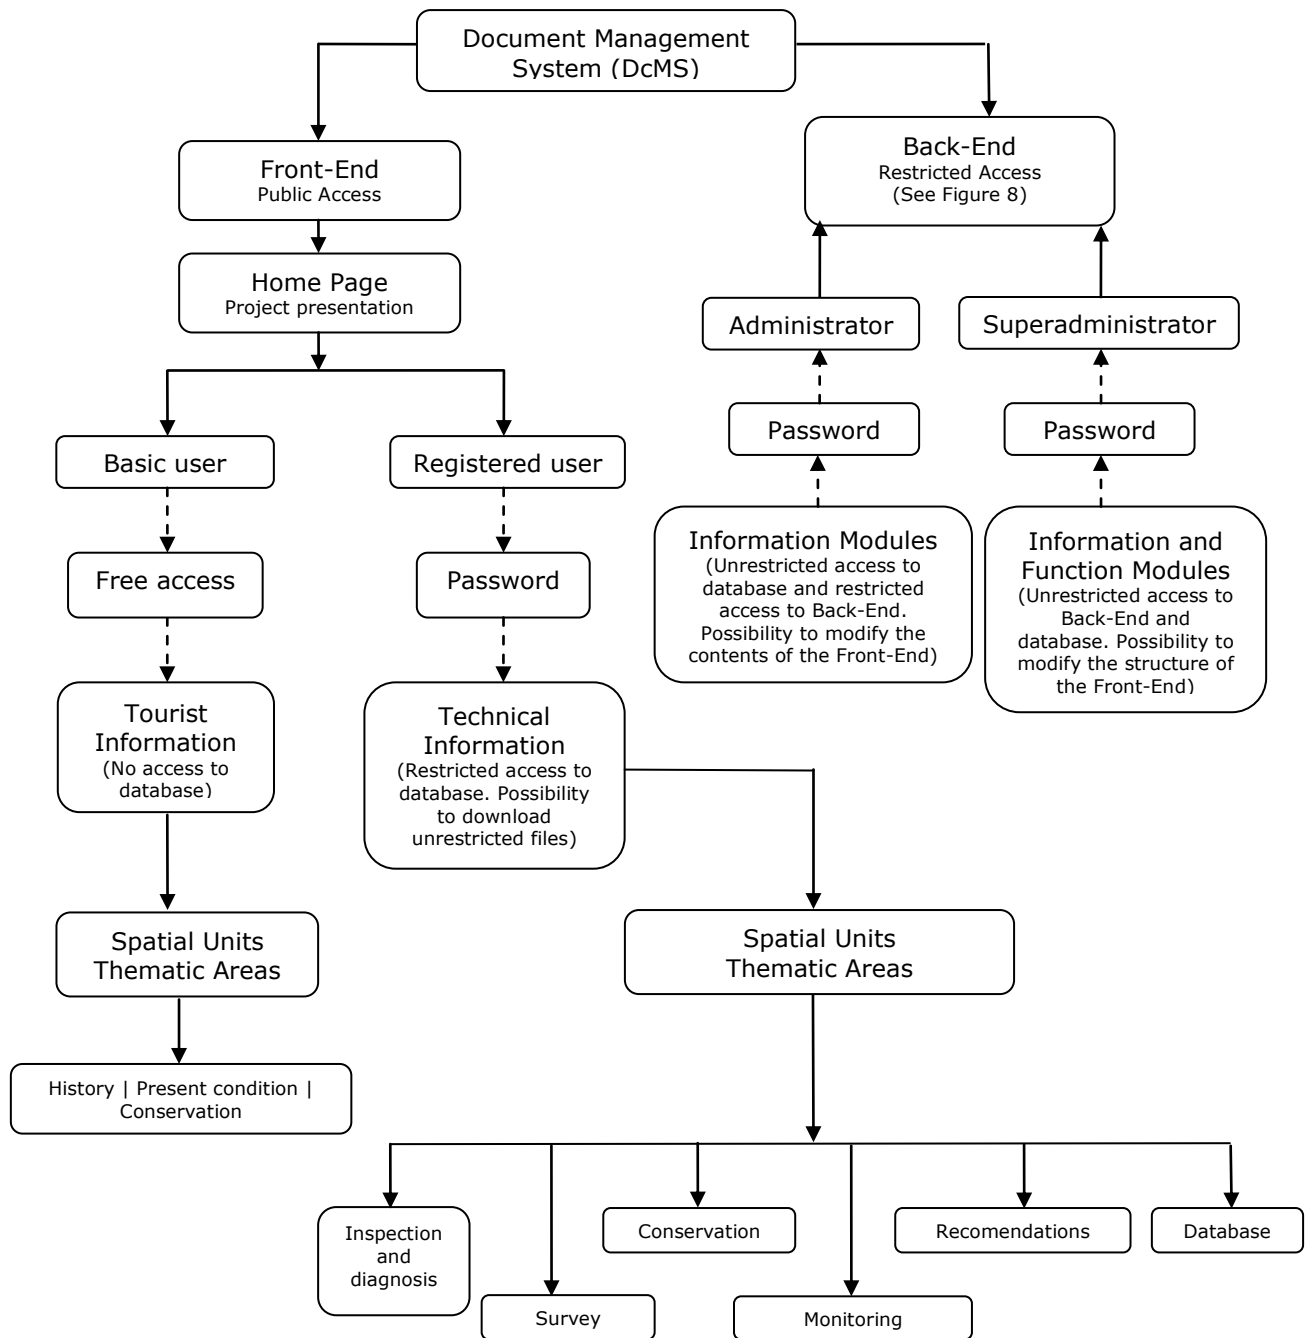 Document Management
System (DcMS)
Front-End
Public Access
Back-End
Restricted Access
(See Figure 8)
Home Page
Project presentation
Administrator
Superadministrator
Basic user
Registered user
Password
Password
Free access
Password
Information Modules
(Unrestricted access to
database and restricted
access to Back-End.
Possibility to modify the
contents of the Front-End)
Information and
Function Modules
(Unrestricted access to
Back-End and
database. Possibility to
modify the structure of
the Front-End)
Tourist
Information
(No access to
database)
Technical
Information
(Restricted access to
database. Possibility
to download
unrestricted files)
Spatial Units
Thematic Areas
Spatial Units
Thematic Areas
History | Present condition |
Conservation
Inspection
and
diagnosis
Survey
Conservation
Monitoring
Recomendations
Database